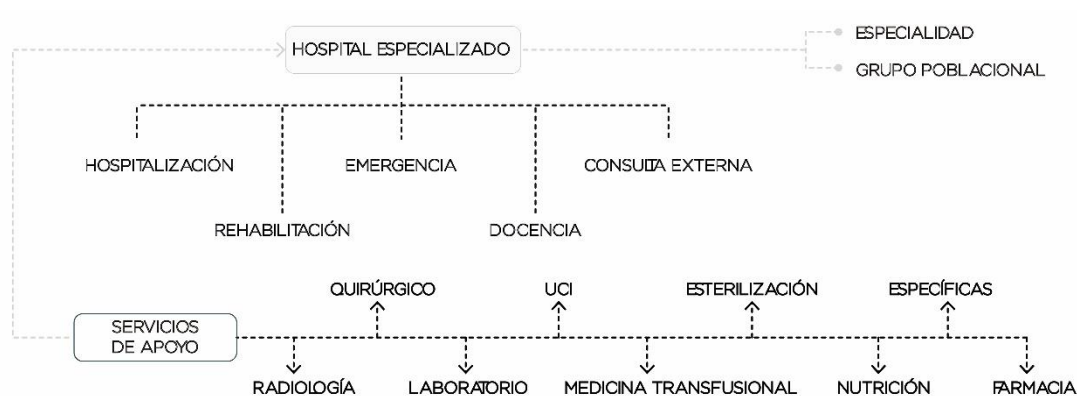 HOSPITAL ESPECIALIZADO
ESPECIALIDAD
GRUPO POBLACIONAL
HOSPITALIZACIÓN
EMERGENCIA
CONSULTA EXTERNA
REHABILITACIÓN
DOCENCIA
QUIRÚRGICO
UCI
ESTERILIZACIÓN
ESPECÍFICAS
SERVICIOS
DE APOYO
RADIOLOGÍA
LABORATORIO
MEDICINA TRANSFUSIONAL
NUTRICIÓN
FARMACIA